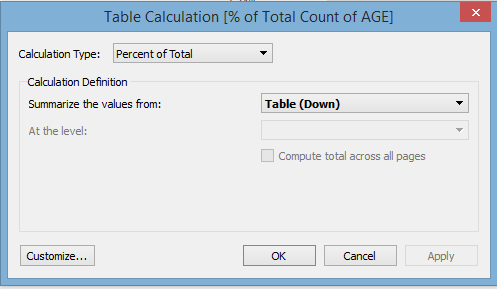 Table Calculation [% of Total Count of AGE]
Calculation Type: Percent of Total
Calculation Definition
Summarize the values from: Table (Down)
At the level:
Compute total across all pages
Customize... OK Cancel Apply